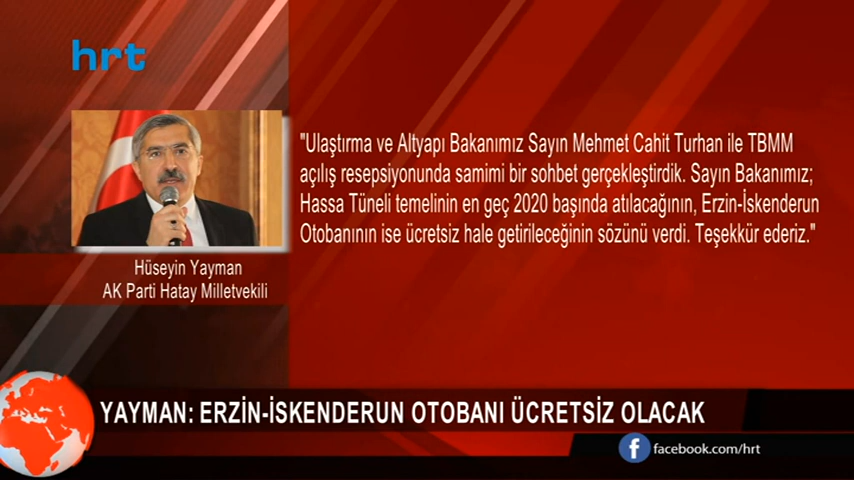 hrt
"Ulaştırma ve Altyapı Bakanımız Sayın Mehmet Cahit Turhan ile TBMM
açılış resepsiyonunda samimi bir sohbet gerçekleştirdik. Sayın Bakanımız;
Hassa Tüneli temelinin en geç 2020 başında atılacağının, Erzin-İskenderun
Otobanının ise ücretsiz hale getirileceğinin sözünü verdi. Teşekkür ederiz."
Hüseyin Yayman
AK Parti Hatay Milletvekili
YAYMAN: ERZİN-İSKENDERUN OTOBANI ÜCRETSİZ OLACAK
facebook.com/hrt